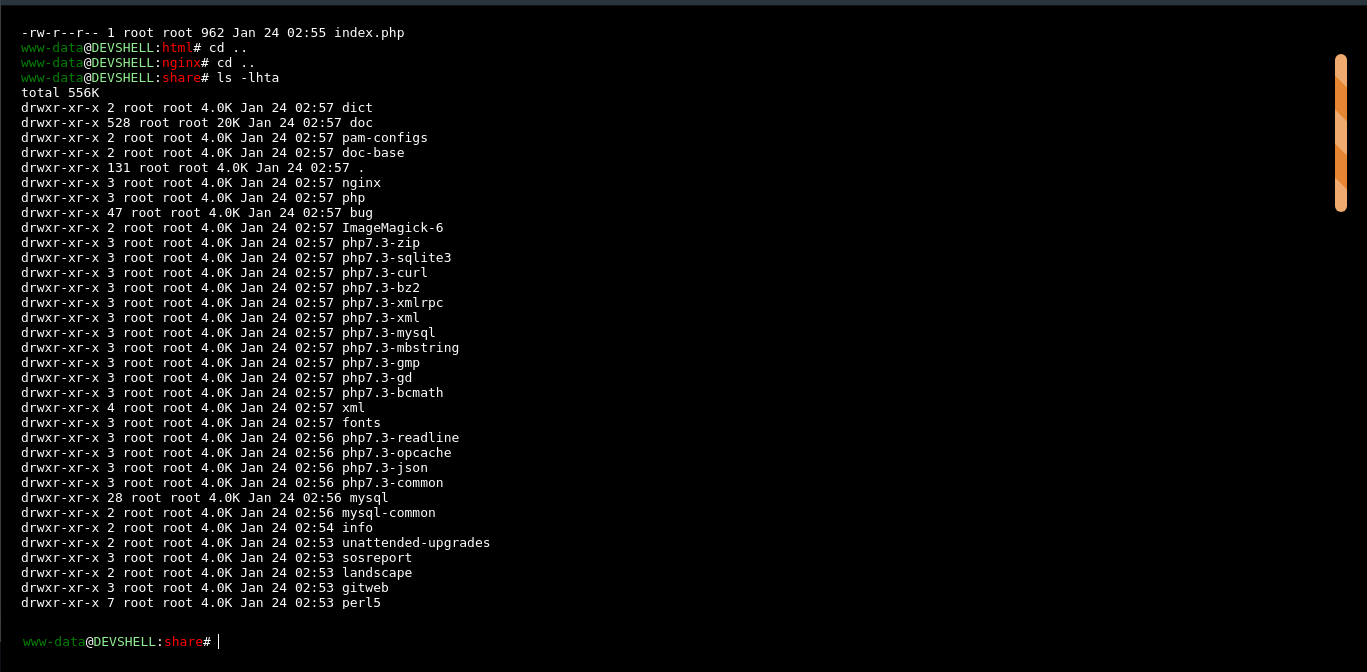 -rw-r--r-- 1 root root 962 Jan 24 02:55 index.php
www-data@DEVSHELL:html# cd ..
www-data@DEVSHELL:nginx# cd ..
www-data@DEVSHELL:share# ls -lhta
total 556K
drwxr-xr-x 2 root root 4.0K Jan 24 02:57 dict
drwxr-xr-x 528 root root 20K Jan 24 02:57 doc
drwxr-xr-x 2 root root 4.0K Jan 24 02:57 pam-configs
drwxr-xr-x 2 root root 4.0K Jan 24 02:57 doc-base
drwxr-xr-x 131 root root 4.0K Jan 24 02:57 .
drwxr-xr-x 3 root root 4.0K Jan 24 02:57 nginx
drwxr-xr-x 3 root root 4.0K Jan 24 02:57 php
drwxr-xr-x 47 root root 4.0K Jan 24 02:57 bug
drwxr-xr-x 2 root root 4.0K Jan 24 02:57 ImageMagick-6
drwxr-xr-x 3 root root 4.0K Jan 24 02:57 php7.3-zip
drwxr-xr-x 3 root root 4.0K Jan 24 02:57 php7.3-sqlite3
drwxr-xr-x 3 root root 4.0K Jan 24 02:57 php7.3-curl
drwxr-xr-x 3 root root 4.0K Jan 24 02:57 php7.3-bz2
drwxr-xr-x 3 root root 4.0K Jan 24 02:57 php7.3-xmlrpc
drwxr-xr-x 3 root root 4.0K Jan 24 02:57 php7.3-xml
drwxr-xr-x 3 root root 4.0K Jan 24 02:57 php7.3-mysql
drwxr-xr-x 3 root root 4.0K Jan 24 02:57 php7.3-mbstring
drwxr-xr-x 3 root root 4.0K Jan 24 02:57 php7.3-gmp
drwxr-xr-x 3 root root 4.0K Jan 24 02:57 php7.3-gd
drwxr-xr-x 3 root root 4.0K Jan 24 02:57 php7.3-bcmath
drwxr-xr-x 4 root root 4.0K Jan 24 02:57 xml
drwxr-xr-x 3 root root 4.0K Jan 24 02:57 fonts
drwxr-xr-x 3 root root 4.0K Jan 24 02:56 php7.3-readline
drwxr-xr-x 3 root root 4.0K Jan 24 02:56 php7.3-opcache
drwxr-xr-x 3 root root 4.0K Jan 24 02:56 php7.3-json
drwxr-xr-x 3 root root 4.0K Jan 24 02:56 php7.3-common
drwxr-xr-x 28 root root 4.0K Jan 24 02:56 mysql
drwxr-xr-x 2 root root 4.0K Jan 24 02:56 mysql-common
drwxr-xr-x 2 root root 4.0K Jan 24 02:54 info
drwxr-xr-x 2 root root 4.0K Jan 24 02:53 unattended-upgrades
drwxr-xr-x 3 root root 4.0K Jan 24 02:53 sosreport
drwxr-xr-x 2 root root 4.0K Jan 24 02:53 landscape
drwxr-xr-x 3 root root 4.0K Jan 24 02:53 gitweb
drwxr-xr-x 7 root root 4.0K Jan 24 02:53 perl5
www-data@DEVSHELL:share#